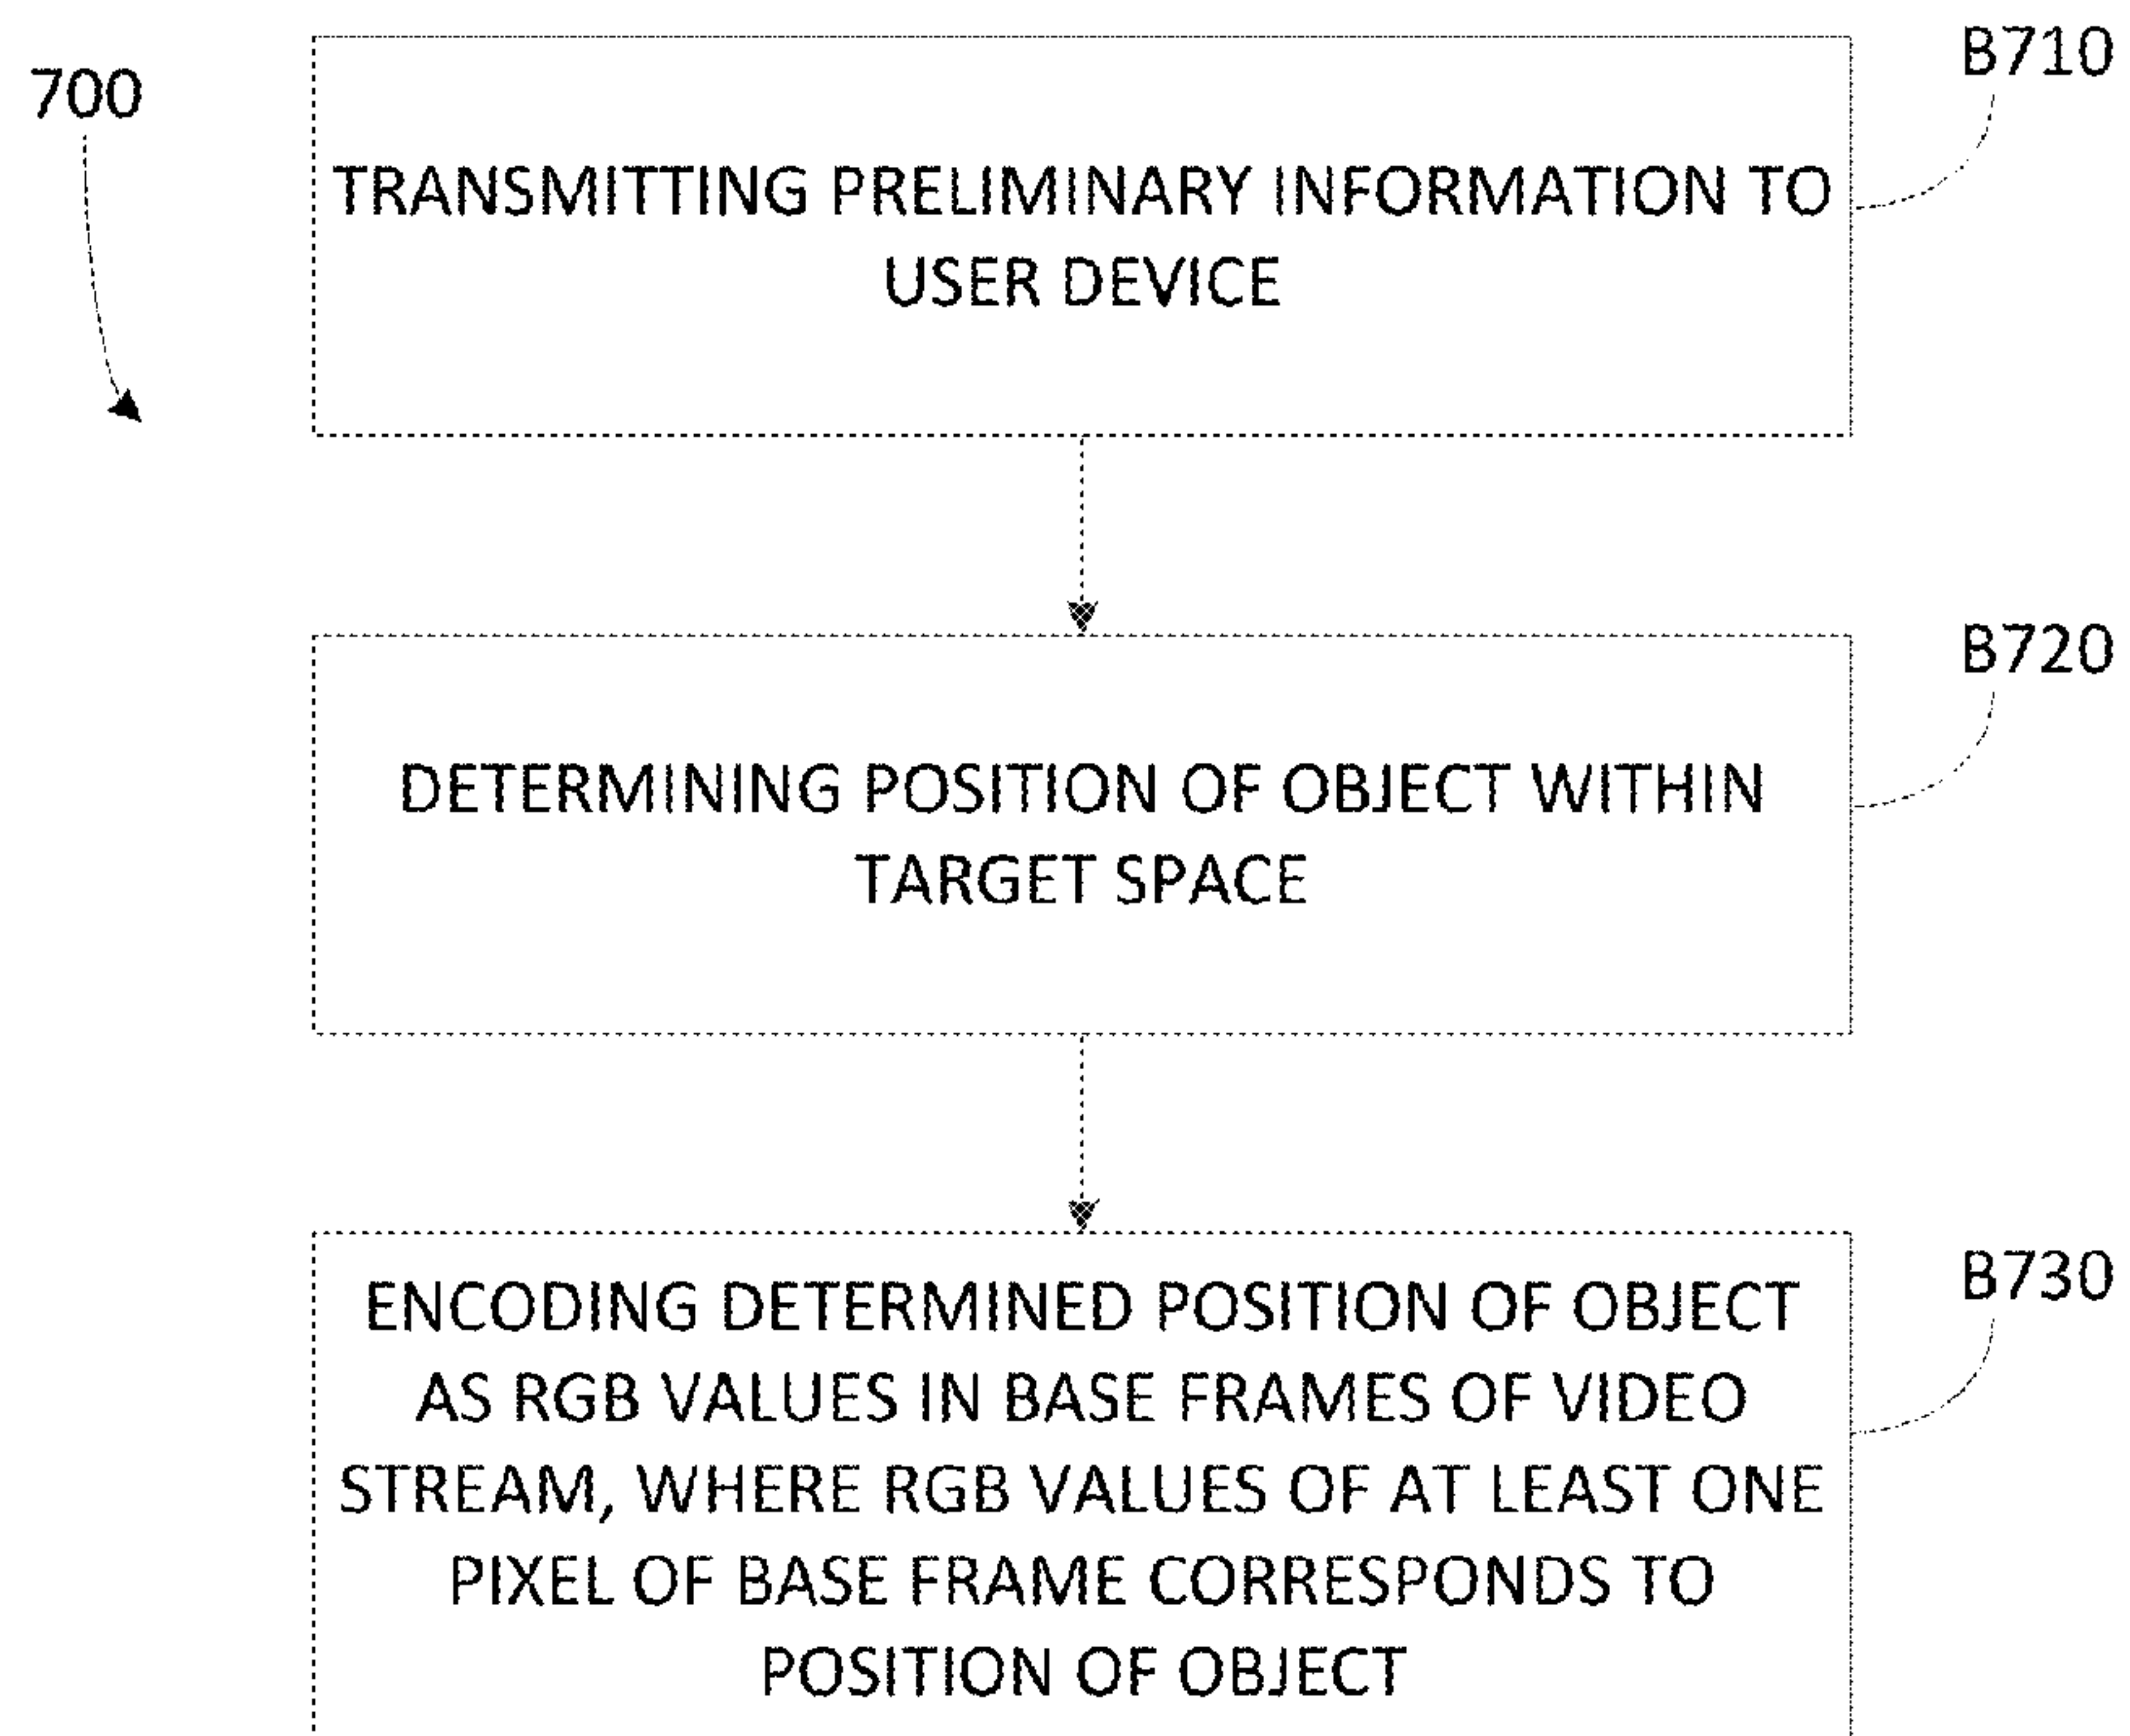 700
B710
TRANSMITTING PRELIMINARY INFORMATION TO
USER DEVICE
B720
DETERMINING POSITION OF OBJECT WITHIN
TARGET SPACE
B730
ENCODING DETERMINED POSITION OF OBJECT
AS RGB VALUES IN BASE FRAMES OF VIDEO
STREAM, WHERE RGB VALUES OF AT LEAST ONE
PIXEL OF BASE FRAME CORRESPONDS TO
POSITION OF OBJECT